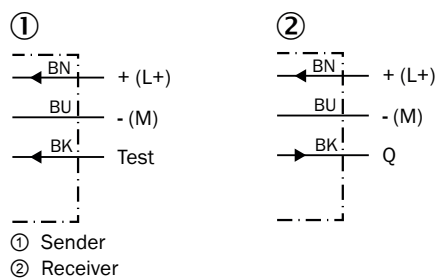 ①
BN + (L+)
BU - (M)
BK Test
②
BN + (L+)
BU - (M)
BK Q
① Sender
② Receiver